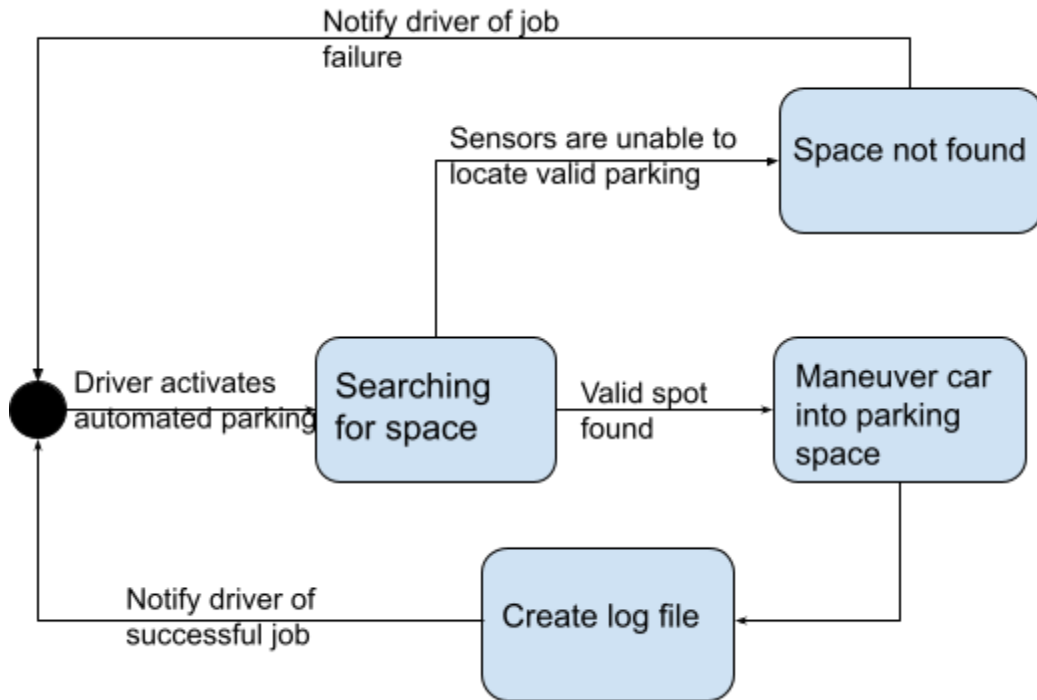 Notify driver of job
failure
Sensors are unable to
locate valid parking
Space not found
Driver activates
automated parking
Searching
for space
Valid spot
found
Maneuver car
into parking
space
Notify driver of
successful job
Create log file